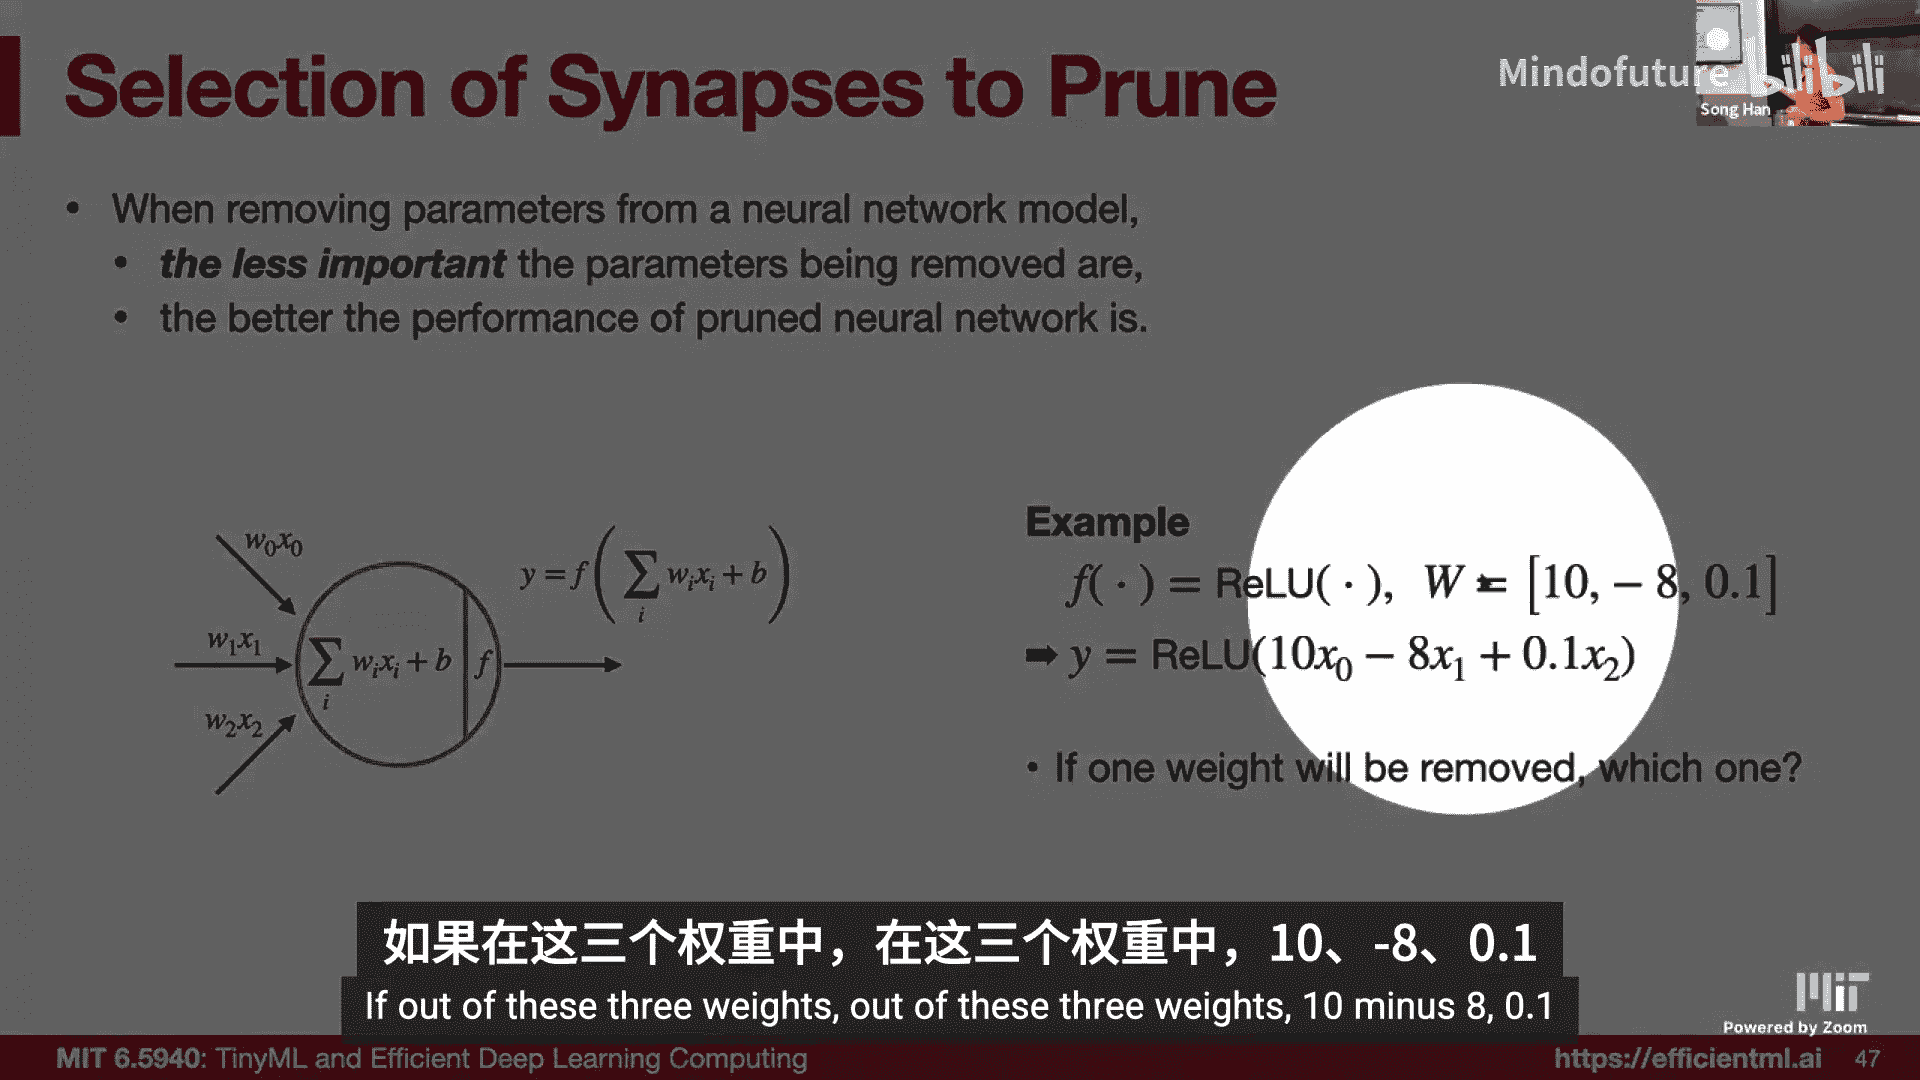 Selection of Synapses to Prune
Mindofuture
bilibili
Song Han
• When removing parameters from a neural network model,
• the less important the parameters being removed are,
• the better the performance of pruned neural network is.
w₀x₀
w₁x₁
w₂x₂
∑ᵢ wᵢxᵢ + b
f
y = f(∑ᵢ wᵢxᵢ + b)
Example
f(·) = ReLU(·), W = [10, −8, 0.1]
➡ y = ReLU(10x₀ − 8x₁ + 0.1x₂)
• If one weight will be removed, which one?
如果在这三个权重中，在这三个权重中，10、-8、0.1
If out of these three weights, out of these three weights, 10 minus 8, 0.1
MIT
Powered by Zoom
MIT 6.5940: TinyML and Efficient Deep Learning Computing
https://efficientml.ai
47